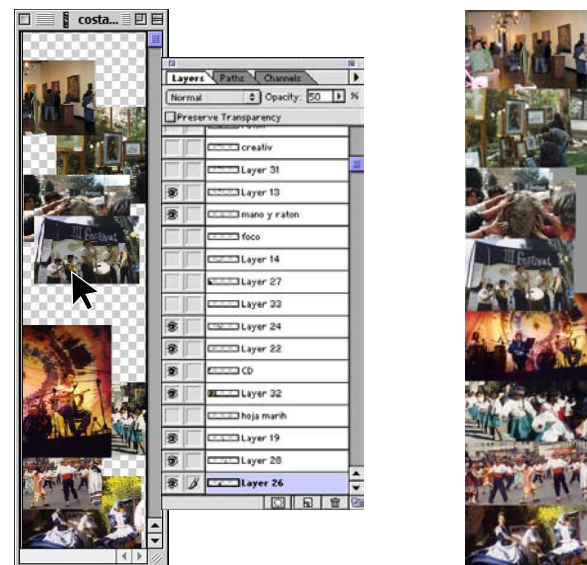 costa...
Layers Paths Channels
Normal Opacity: 50 %
Preserve Transparency
creativ
Layer 31
Layer 13
mano y raton
foco
Layer 14
Layer 27
Layer 33
Layer 24
Layer 22
CD
Layer 32
hoja marih
Layer 19
Layer 28
Layer 26
III Festival
III Festival